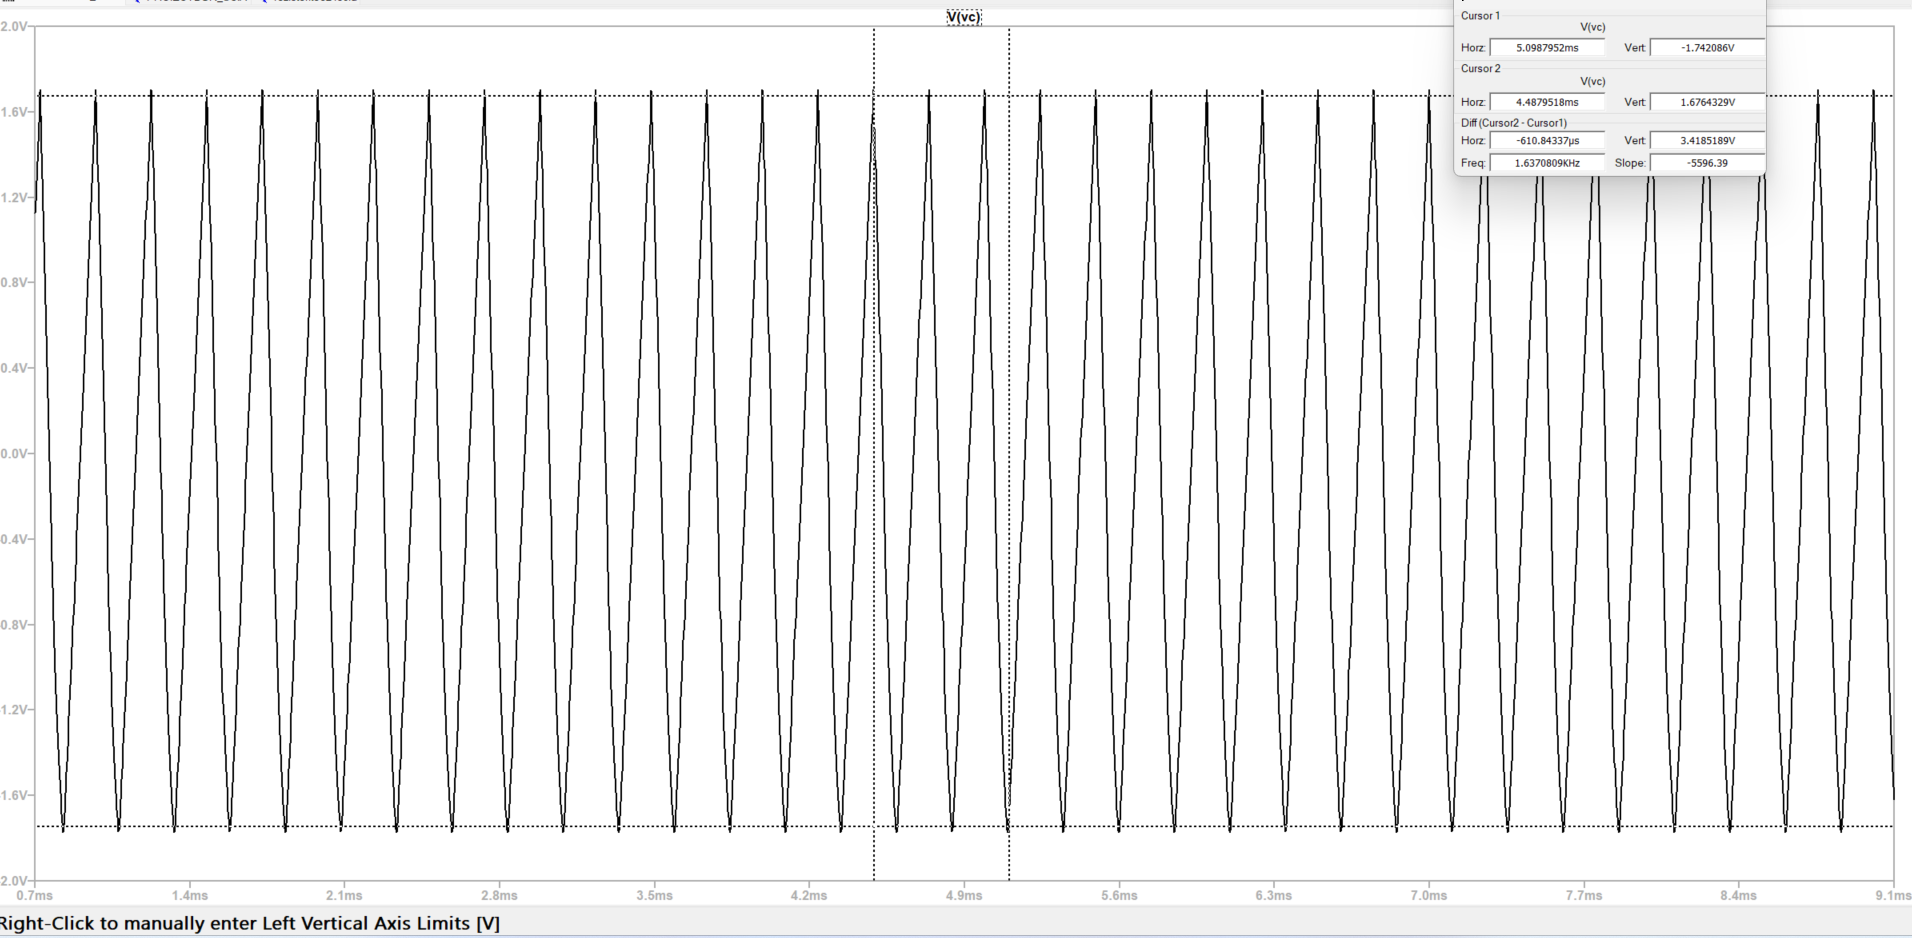 V(vc)
Cursor 1
V(vc)
Horz: 5.0987952ms Vert: -1.742086V
Cursor 2
V(vc)
Horz: 4.4879518ms Vert: 1.6764329V
Diff (Cursor2 - Cursor1)
Horz: -610.84337µs Vert: 3.4185189V
Freq: 1.6370809KHz Slope: -5596.39
2.0V
1.6V
1.2V
0.8V
0.4V
0.0V
0.4V
0.8V
1.2V
1.6V
2.0V
0.7ms 1.4ms 2.1ms 2.8ms 3.5ms 4.2ms 4.9ms 5.6ms 6.3ms 7.0ms 7.7ms 8.4ms 9.1ms
Right-Click to manually enter Left Vertical Axis Limits [V]